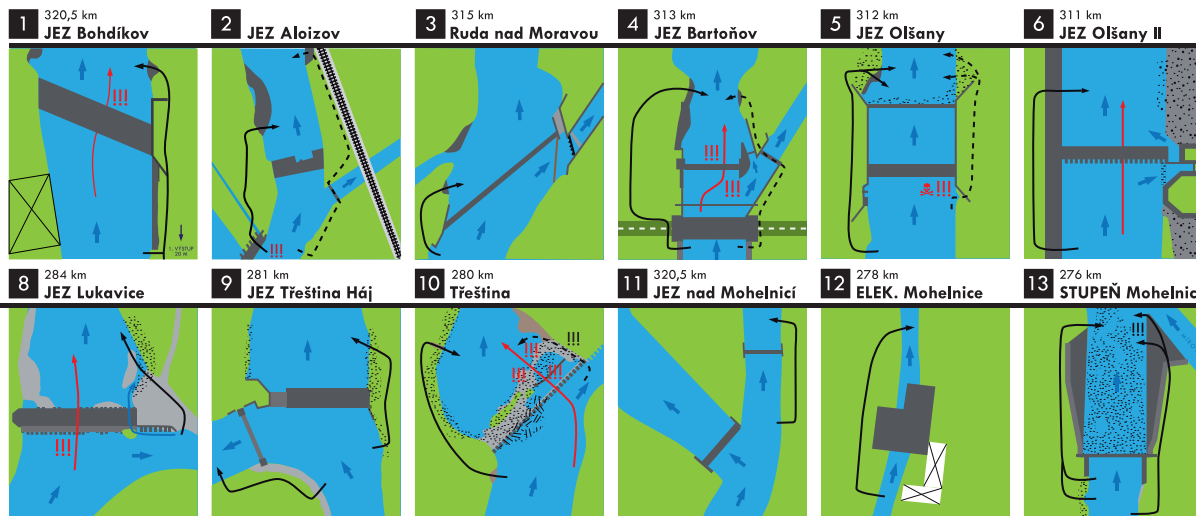 1 320,5 km
JEZ Bohdíkov
2 JEZ Aloizov
3 315 km
Ruda nad Moravou
4 313 km
JEZ Bartoňov
5 312 km
JEZ Olšany
6 311 km
JEZ Olšany II
!!!
1. VÝSTUP
20 m
!!!
!!!
!!!
!!!
8 284 km
JEZ Lukavice
9 281 km
JEZ Třeština Háj
10 280 km
Třeština
11 320,5 km
JEZ nad Mohelnicí
12 278 km
ELEK. Mohelnice
13 276 km
STUPEŇ Mohelnic
!!!
!!!
!!!
!!!
!!!
!!!